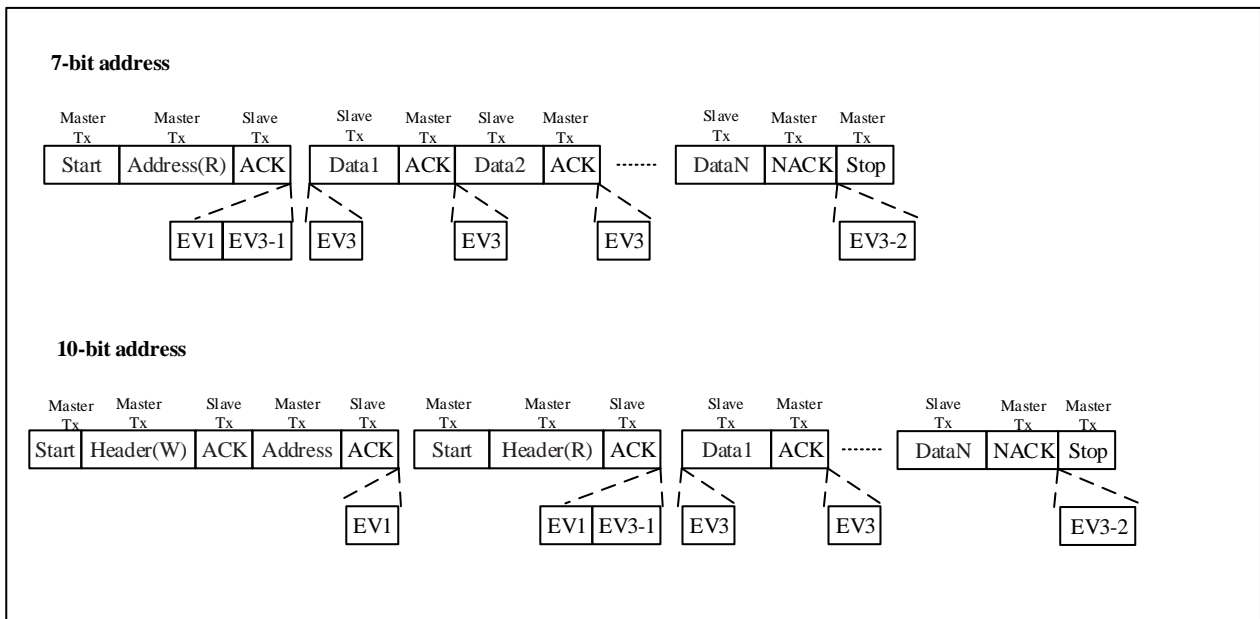 7-bit address
Master Master Slave Slave Master Slave Master Slave Master Master
Tx Tx Tx Tx Tx Tx Tx Tx Tx Tx
Start Address(R) ACK Data1 ACK Data2 ACK ........ DataN NACK Stop
EV1 EV3-1 EV3 EV3 EV3 EV3-2
10-bit address
Master Master Slave Master Slave Master Master Slave Slave Master Slave Master Master
Tx Tx Tx Tx Tx Tx Tx Tx Tx Tx Tx Tx Tx
Start Header(W) ACK Address ACK Start Header(R) ACK Data1 ACK ........ DataN NACK Stop
EV1 EV1 EV3-1 EV3 EV3 EV3-2